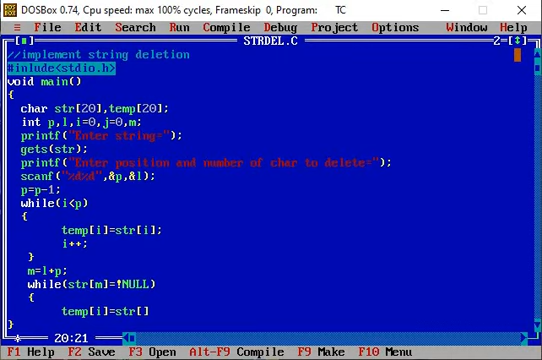 DOSBox 0.74, Cpu speed: max 100% cycles, Frameskip 0, Program: TC
≡ File Edit Search Run Compile Debug Project Options Window Help
[■] STRDEL.C 2=[↕]
//implement string deletion
#inlude<stdio.h>
void main()
{
char str[20],temp[20];
int p,l,i=0,j=0,m;
printf("Enter string=");
gets(str);
printf("Enter position and number of char to delete=");
scanf("%d%d",&p,&l);
p=p-1;
while(i<p)
{
temp[i]=str[i];
i++;
}
m=l+p;
while(str[m]=!NULL)
{
temp[i]=str[]
}
* 20:21
F1 Help F2 Save F3 Open Alt-F9 Compile F9 Make F10 Menu